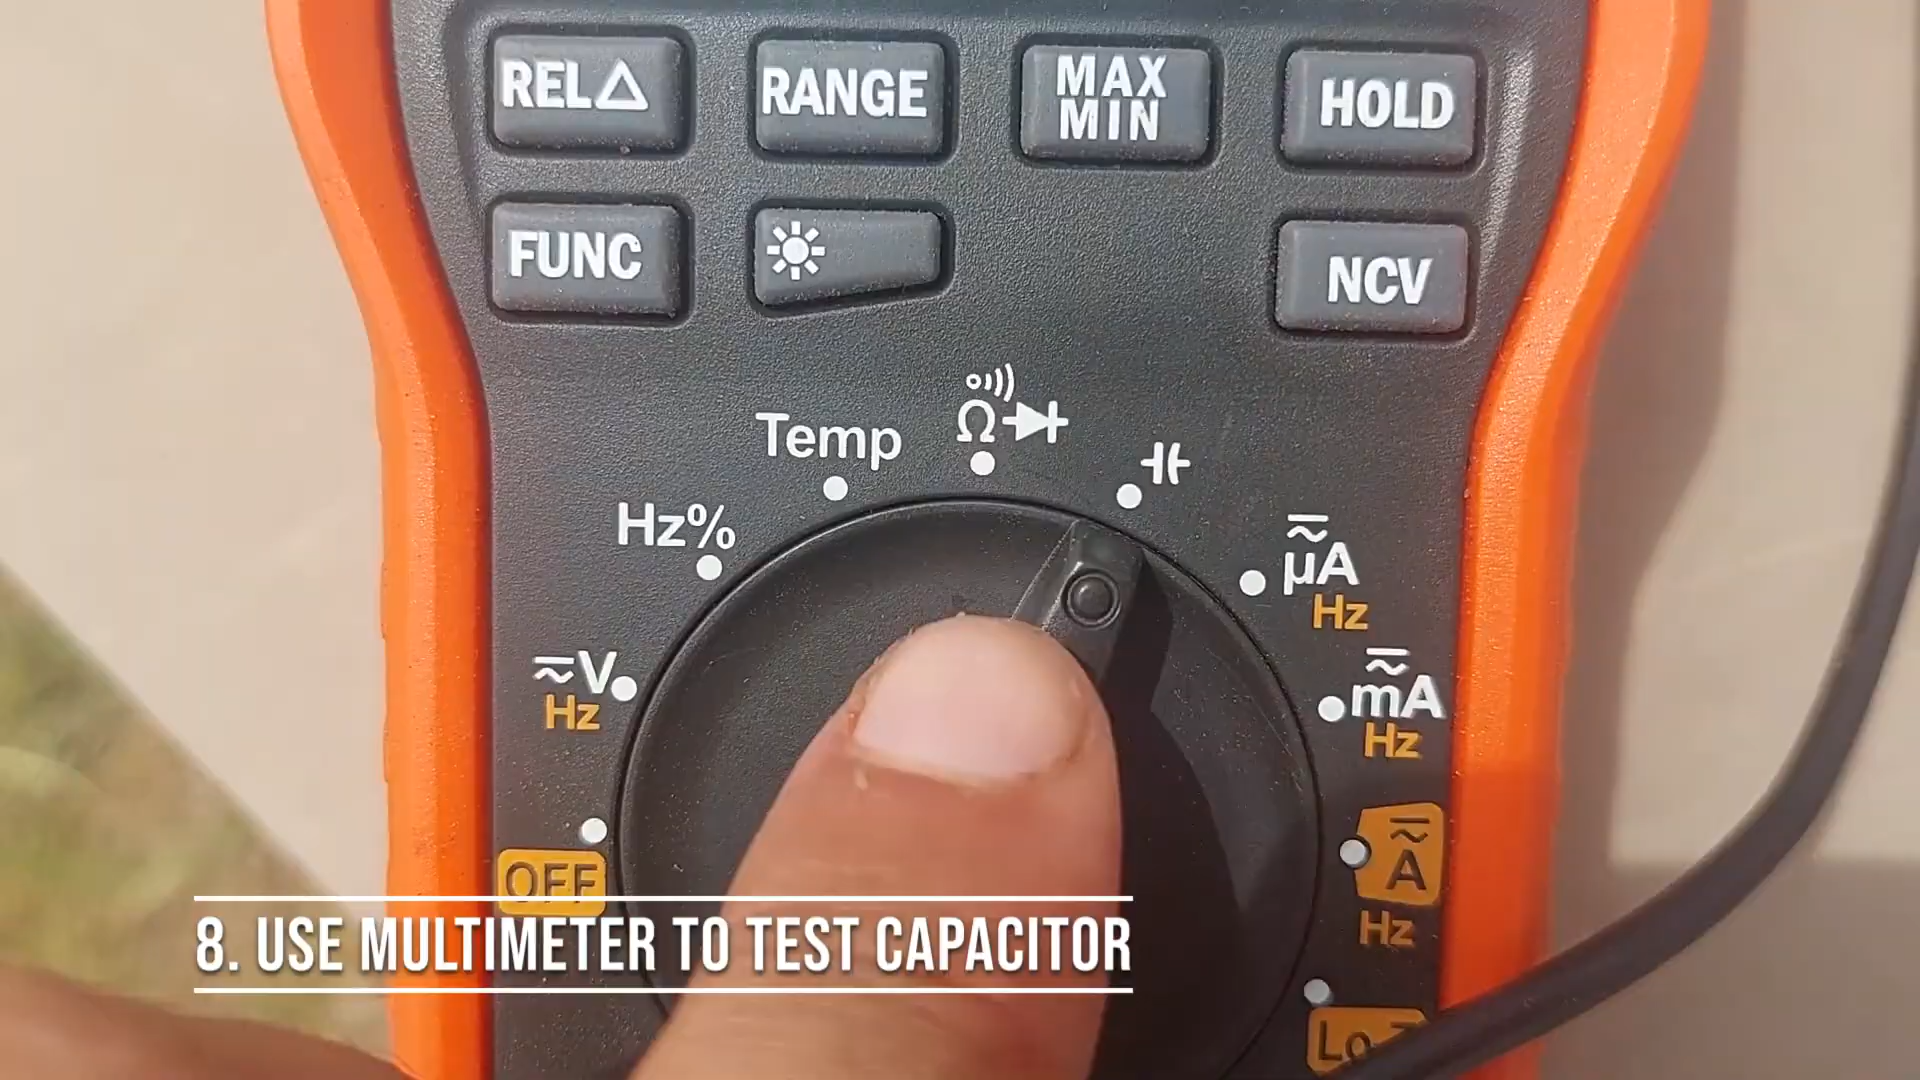 REL△
RANGE
MAX
MIN
HOLD
FUNC
NCV
Temp
Ω
Hz%
μA
Hz
V
Hz
mA
Hz
OFF
A
Hz
8. USE MULTIMETER TO TEST CAPACITOR